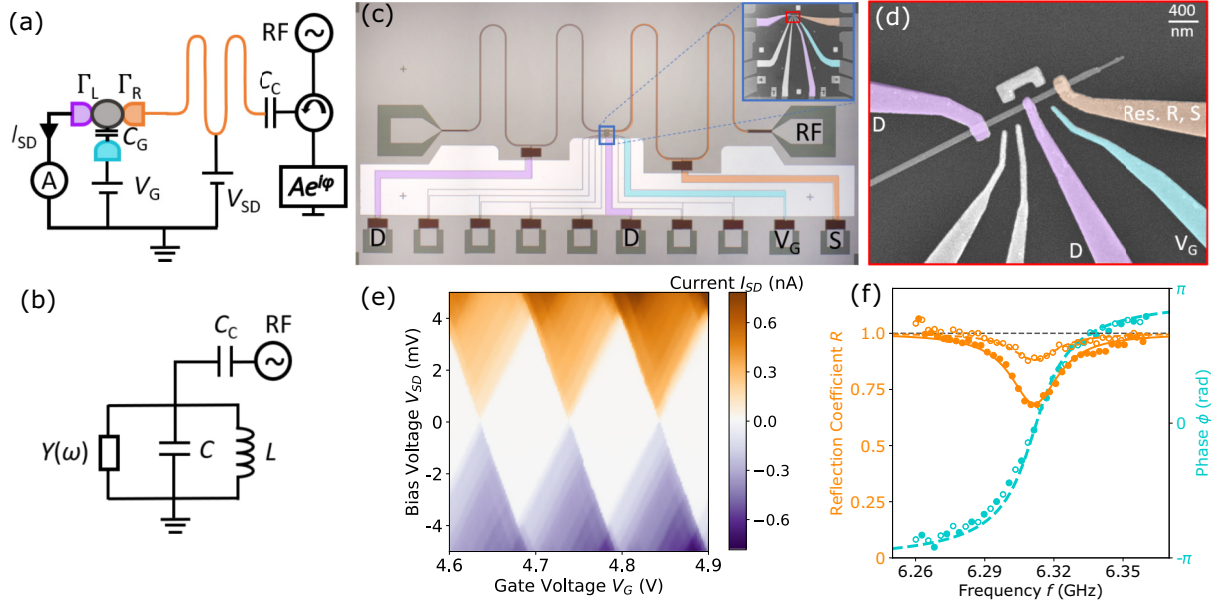 (a)
RF
Γ_L Γ_R
C_C
I_SD
C_G
A
V_G
V_SD
Ae^{iφ}
(b)
C_C
RF
Y(ω)
C
L
(c)
RF
D
D
V_G
S
(d)
400
nm
D
Res. R, S
D
V_G
(e)
Current I_SD (nA)
Bias Voltage V_SD (mV)
4
2
0
-2
-4
4.6 4.7 4.8 4.9
Gate Voltage V_G (V)
0.6
0.3
0.0
−0.3
−0.6
(f)
Reflection Coefficient R
1.0
0.75
0.5
0.25
0
π
0
-π
Phase ϕ (rad)
6.26 6.29 6.32 6.35
Frequency f (GHz)